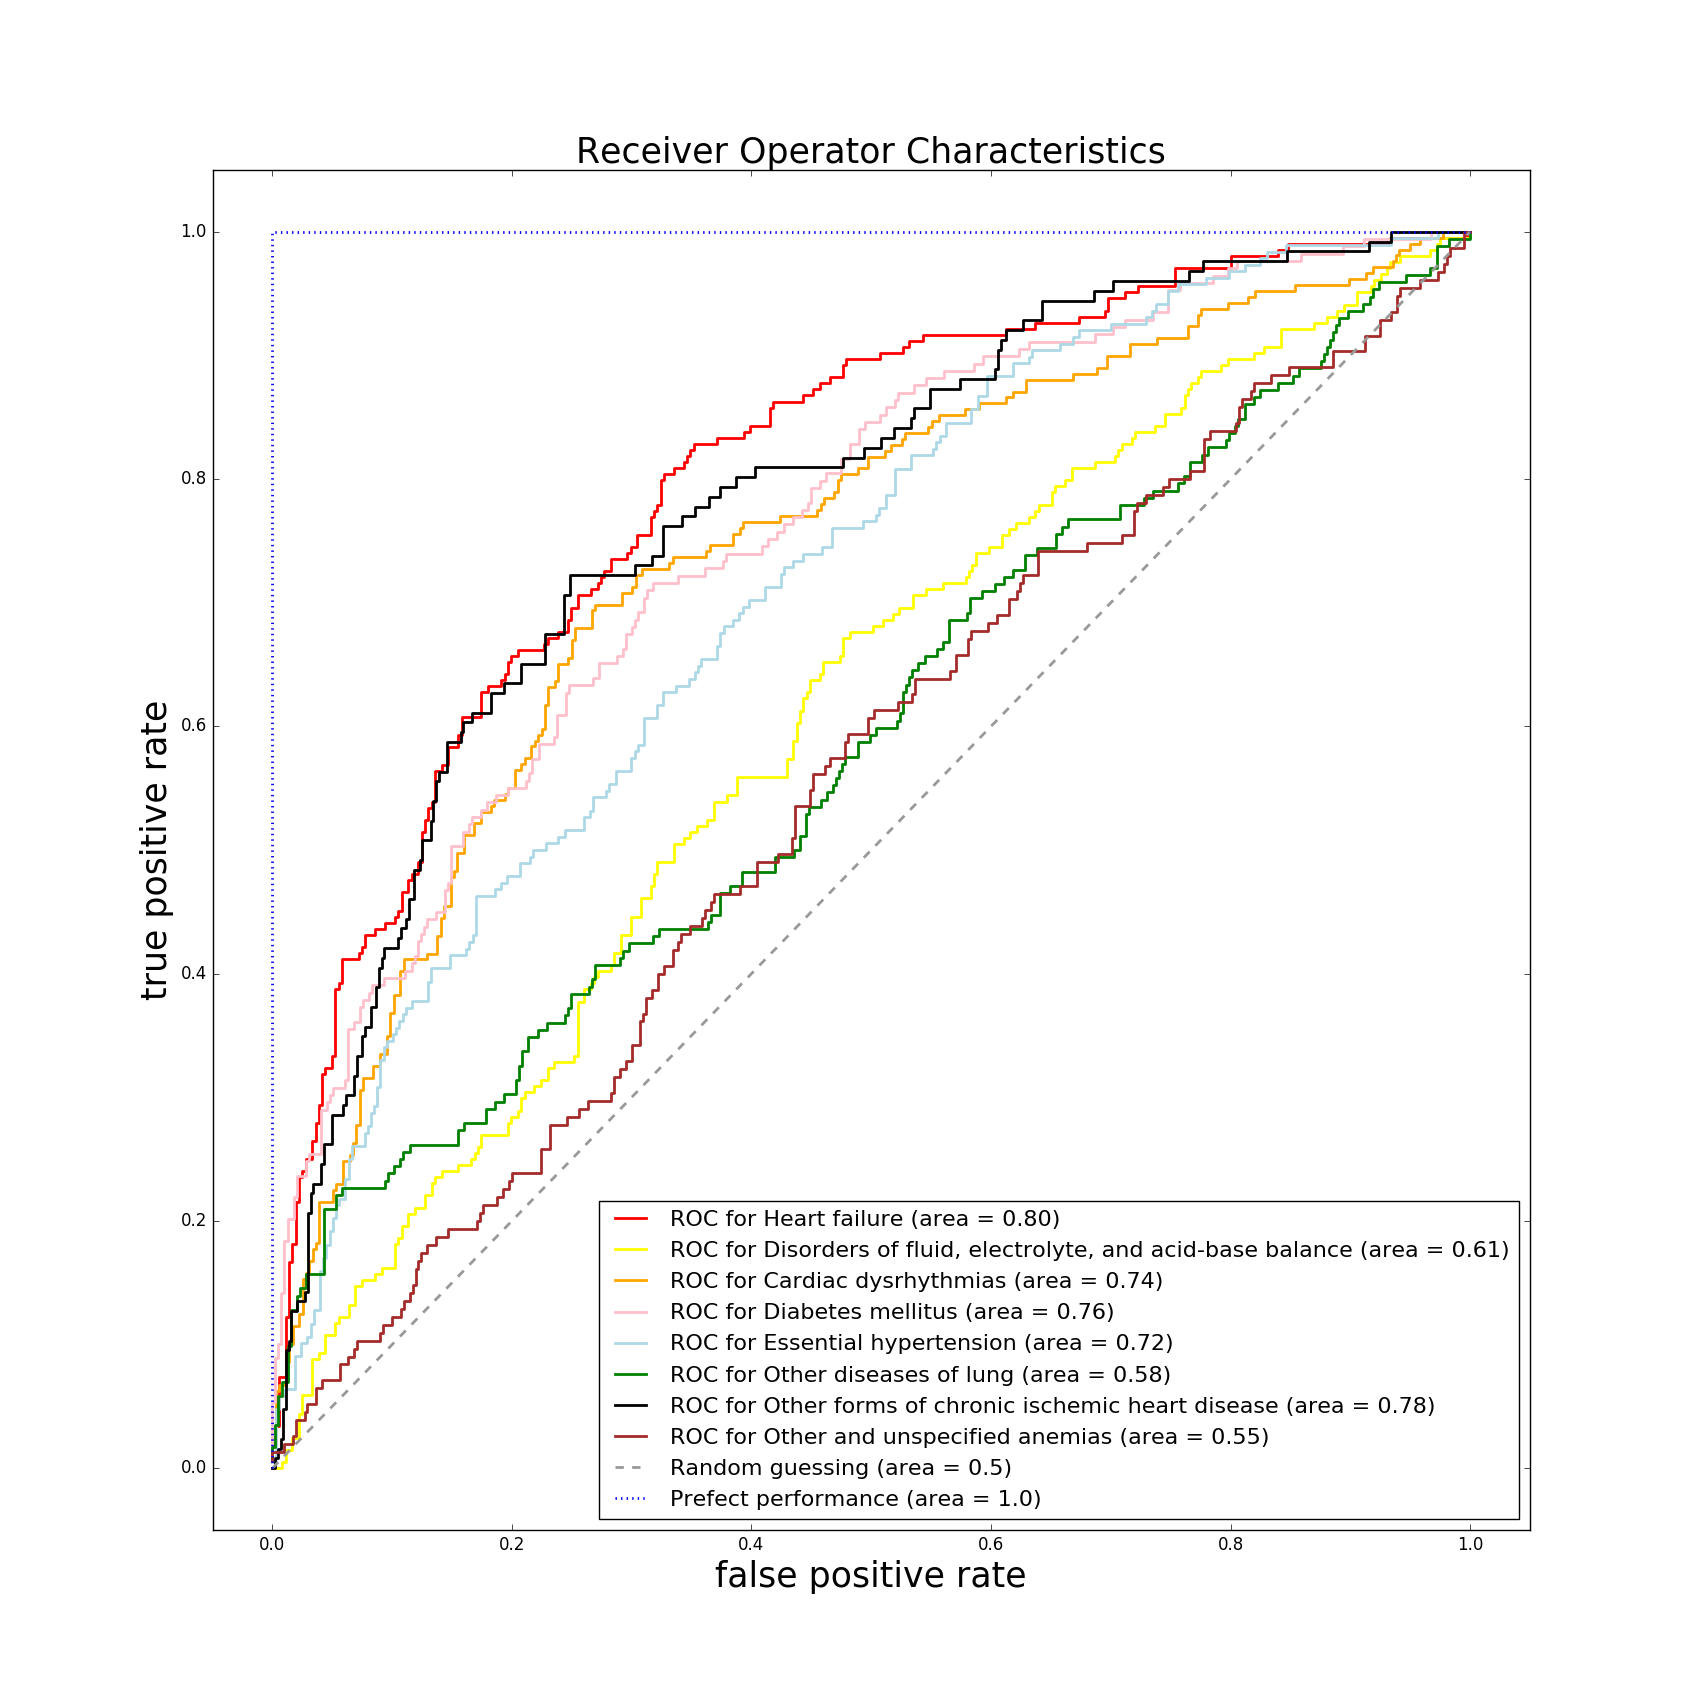 Receiver Operator Characteristics
1.0
0.8
0.6
0.4
0.2
0.0
true positive rate
ROC for Heart failure (area = 0.80)
ROC for Disorders of fluid, electrolyte, and acid-base balance (area = 0.61)
ROC for Cardiac dysrhythmias (area = 0.74)
ROC for Diabetes mellitus (area = 0.76)
ROC for Essential hypertension (area = 0.72)
ROC for Other diseases of lung (area = 0.58)
ROC for Other forms of chronic ischemic heart disease (area = 0.78)
ROC for Other and unspecified anemias (area = 0.55)
Random guessing (area = 0.5)
Prefect performance (area = 1.0)
0.0 0.2 0.4 0.6 0.8 1.0
false positive rate